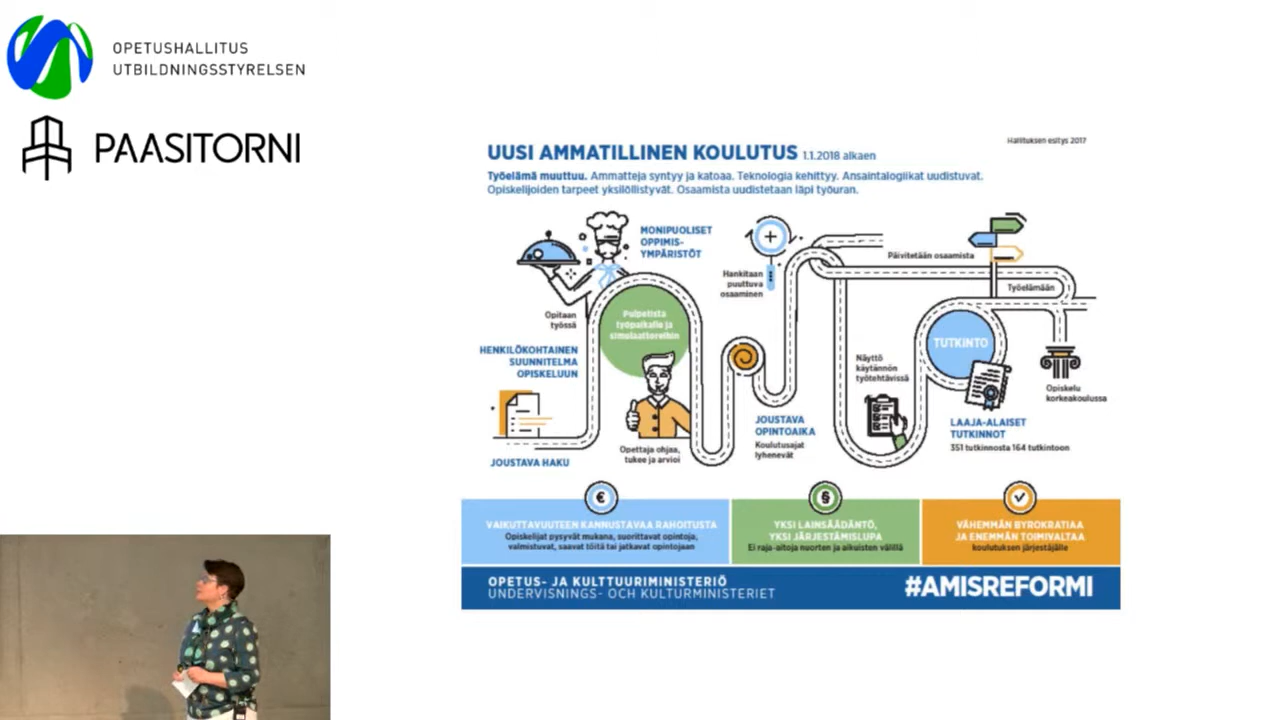 OPETUSHALLITUS
UTBILDNINGSSTYRELSEN
PAASITORNI
Hallituksen esitys 2017
UUSI AMMATILLINEN KOULUTUS 1.1.2018 alkaen
Työelämä muuttuu. Ammatteja syntyy ja katoaa. Teknologia kehittyy. Ansaintalogiikat uudistuvat.
Opiskelijoiden tarpeet yksilöllistyvät. Osaamista uudistetaan läpi työuran.
MONIPUOLISET
OPPIMIS-
YMPÄRISTÖT
Hankitaan
puuttuva
osaaminen
Päivitetään osaamista
Työelämään
Opitaan
työssä
Pulpetista
työpaikalle ja
simulaattoreihin
HENKILÖKOHTAINEN
SUUNNITELMA
OPISKELUUN
TUTKINTO
Näyttö
käytännön
työtehtävissä
Opiskelu
korkeakoulussa
JOUSTAVA
OPINTOAIKA
Koulutusajat
lyhenevät
LAAJA-ALAISET
TUTKINNOT
351 tutkinnosta 164 tutkintoon
Opettaja ohjaa,
tukee ja arvioi
JOUSTAVA HAKU
€
§
VAIKUTTAVUUTEEN KANNUSTAVAA RAHOITUSTA
Opiskelijat pysyvät mukana, suorittavat opintoja,
valmistuvat, saavat töitä tai jatkavat opintojaan
YKSI LAINSÄÄDÄNTÖ,
YKSI JÄRJESTÄMISLUPA
Ei raja-aitoja nuorten ja aikuisten välillä
VÄHEMMÄN BYROKRATIAA
JA ENEMMÄN TOIMIVALTAA
koulutuksen järjestäjälle
OPETUS- JA KULTTUURIMINISTERIÖ
UNDERVISNINGS- OCH KULTURMINISTERIET
#AMISREFORMI